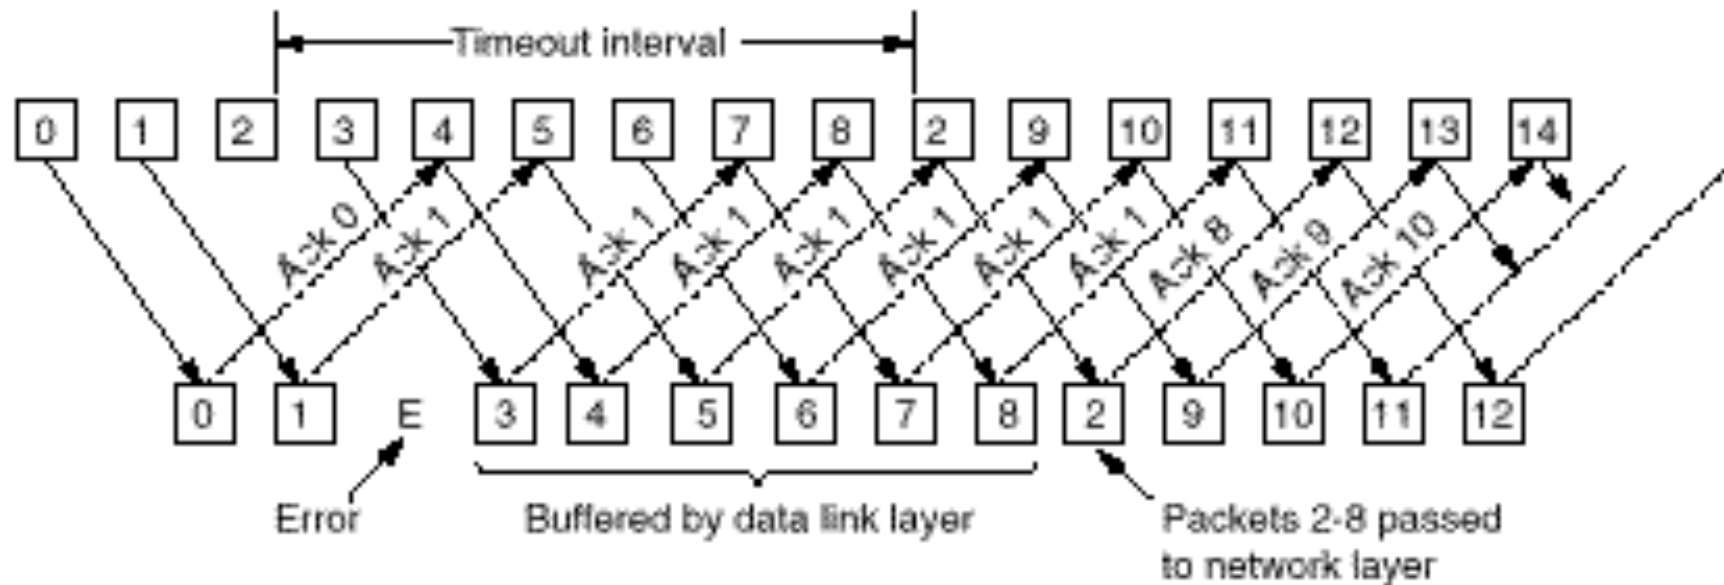 Timeout interval
0 1 2 3 4 5 6 7 8 2 9 10 11 12 13 14
Ack 0 Ack 1 Ack 1 Ack 1 Ack 1 Ack 1 Ack 1 Ack 1 Ack 8 Ack 9 Ack 10
0 1 E 3 4 5 6 7 8 2 9 10 11 12
Error
Buffered by data link layer
Packets 2-8 passed
to network layer